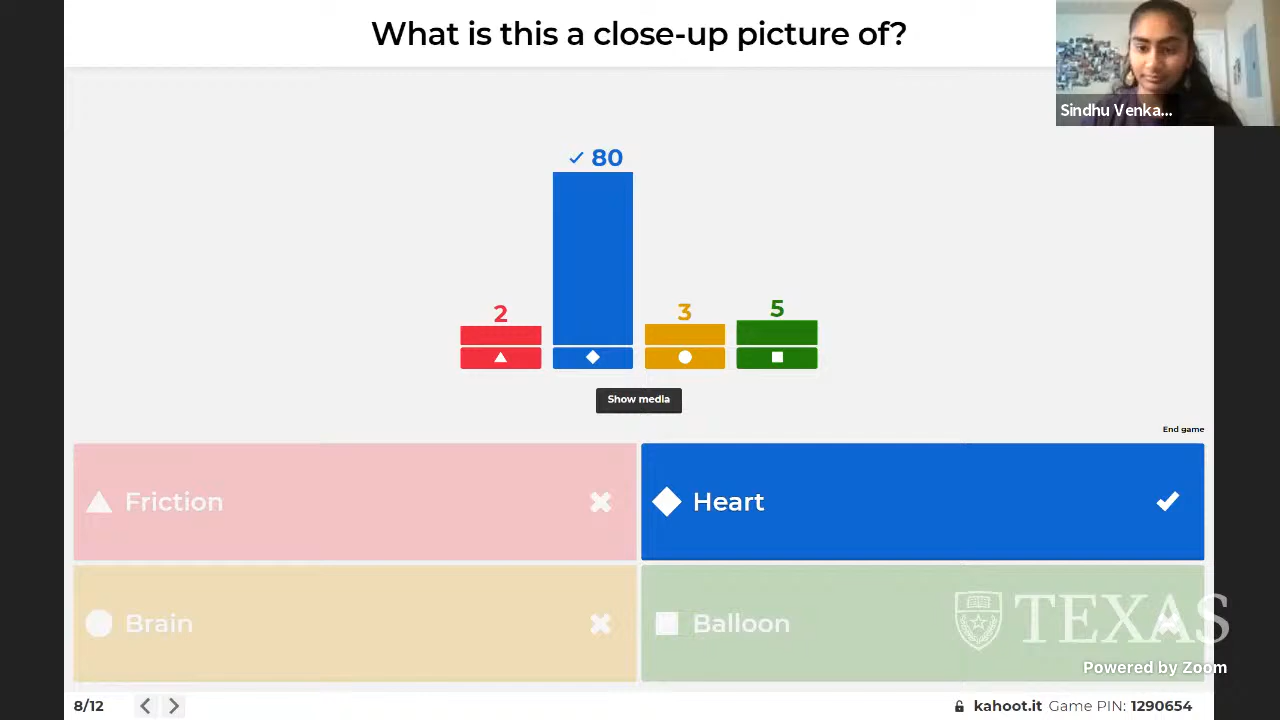 What is this a close-up picture of?
Sindhu Venka...
80
2
3
5
Show media
End game
Friction
Heart
Brain
Balloon
TEXAS
Powered by Zoom
8/12
kahoot.it Game PIN: 1290654